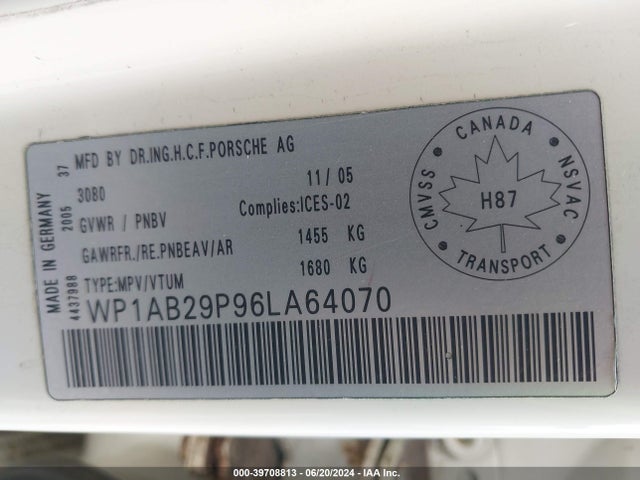 MFD BY DR.ING.H.C.F.PORSCHE AG
3080
11 / 05
GVWR / PNBV
Complies:ICES-02
GAWRFR./RE.PNBEAV/AR
1455 KG
TYPE:MPV/VTUM
1680 KG
WP1AB29P96LA64070
MADE IN GERMANY
4437988 2005 37
CANADA
CMVSS
NSVAC
H87
TRANSPORT
000-39708813 - 06/20/2024 - IAA Inc.